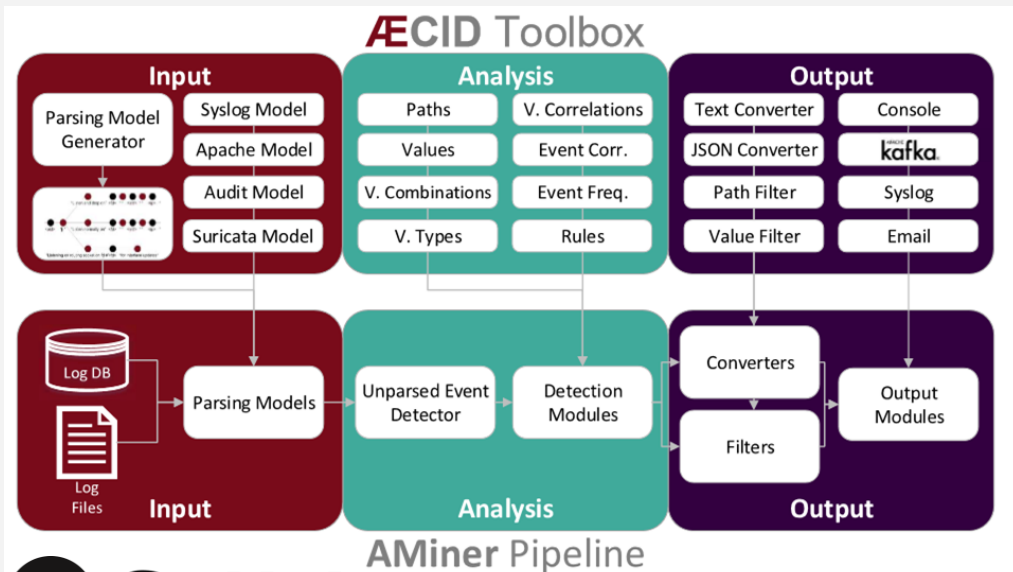 ÆCID Toolbox
Input
Parsing Model
Generator
Syslog Model
Apache Model
Audit Model
Suricata Model
Analysis
Paths
Values
V. Combinations
V. Types
V. Correlations
Event Corr.
Event Freq.
Rules
Output
Text Converter
JSON Converter
Path Filter
Value Filter
Console
kafka
Syslog
Email
Log DB
Log
Files
Parsing Models
Input
Unparsed Event
Detector
Detection
Modules
Analysis
Converters
Filters
Output
Modules
Output
AMiner Pipeline